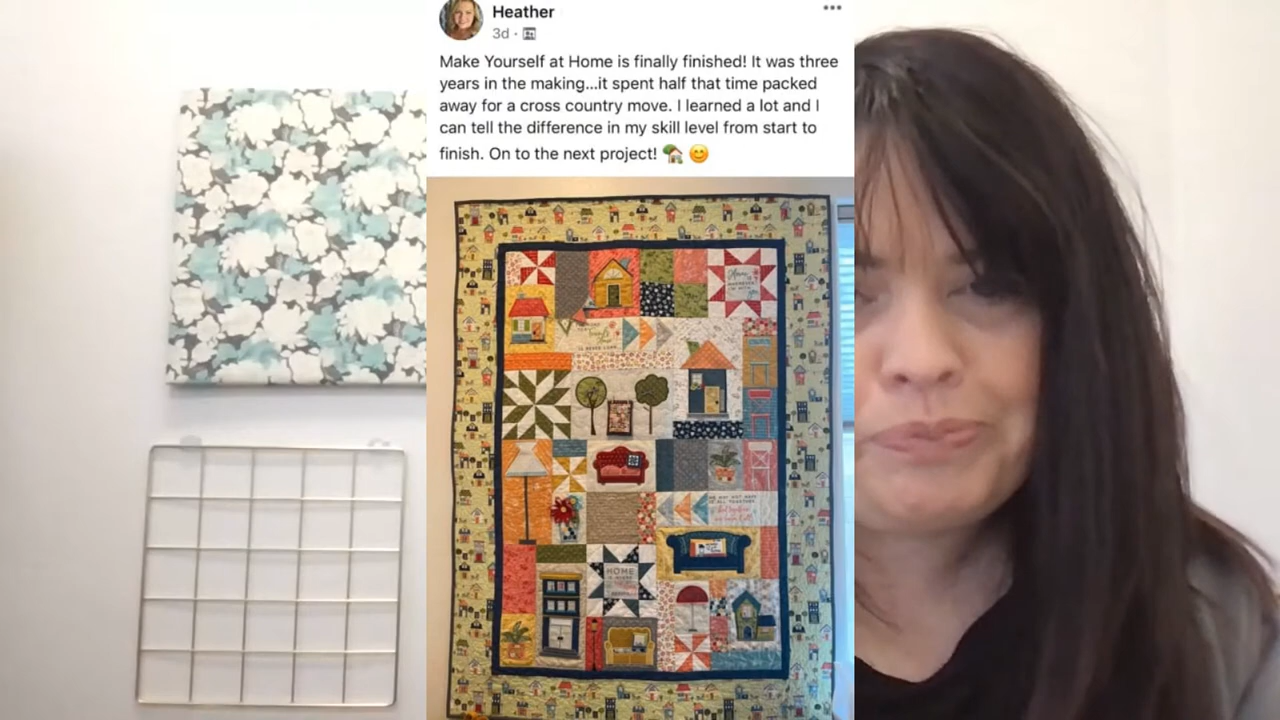 Heather
3d
Make Yourself at Home is finally finished! It was three
years in the making...it spent half that time packed
away for a cross country move. I learned a lot and I
can tell the difference in my skill level from start to
finish. On to the next project! 🏡 😊
HOME